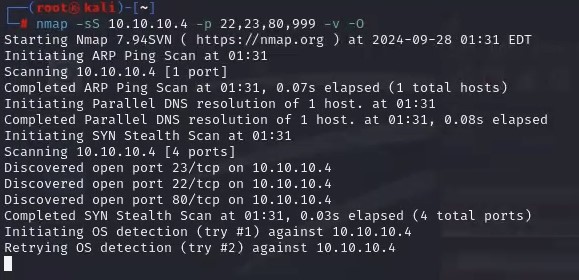 ┌──(root㉿kali)-[~]
└─# nmap -sS 10.10.10.4 -p 22,23,80,999 -v -O
Starting Nmap 7.94SVN ( https://nmap.org ) at 2024-09-28 01:31 EDT
Initiating ARP Ping Scan at 01:31
Scanning 10.10.10.4 [1 port]
Completed ARP Ping Scan at 01:31, 0.07s elapsed (1 total hosts)
Initiating Parallel DNS resolution of 1 host. at 01:31
Completed Parallel DNS resolution of 1 host. at 01:31, 0.08s elapsed
Initiating SYN Stealth Scan at 01:31
Scanning 10.10.10.4 [4 ports]
Discovered open port 23/tcp on 10.10.10.4
Discovered open port 22/tcp on 10.10.10.4
Discovered open port 80/tcp on 10.10.10.4
Completed SYN Stealth Scan at 01:31, 0.03s elapsed (4 total ports)
Initiating OS detection (try #1) against 10.10.10.4
Retrying OS detection (try #2) against 10.10.10.4